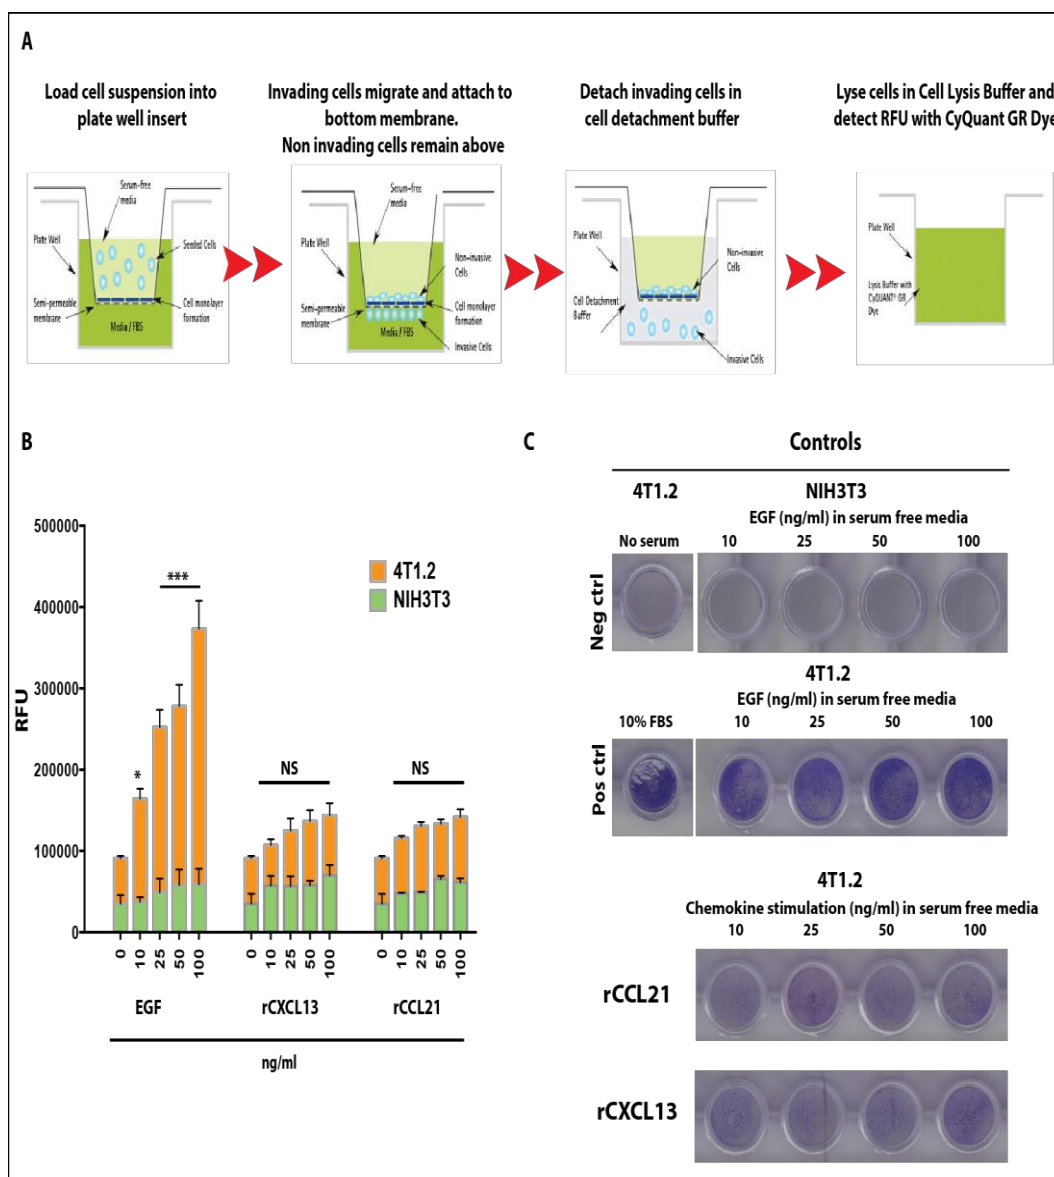 A
Load cell suspension into
plate well insert
Invading cells migrate and attach to
bottom membrane.
Non invading cells remain above
Detach invading cells in
cell detachment buffer
Lyse cells in Cell Lysis Buffer and
detect RFU with CyQuant GR Dye
Serum-free
media
Plate Well
Seeded Cells
Semi-permeable
membrane
Cell monolayer
formation
Media / FBS
Serum-free
media
Plate Well
Non-invasive
Cells
Semi-permeable
membrane
Cell monolayer
formation
Media / FBS
Invasive Cells
Plate Well
Non-invasive
Cells
Cell Detachment
Buffer
Invasive Cells
Plate Well
Lysis Buffer with
CyQUANT® GR
Dye
B
500000
400000
300000
200000
100000
0
RFU
4T1.2
NIH3T3
*
***
NS
NS
0 10 25 50 100
0 10 25 50 100
0 10 25 50 100
EGF rCXCL13 rCCL21
ng/ml
C
Controls
4T1.2 NIH3T3
EGF (ng/ml) in serum free media
No serum 10 25 50 100
Neg ctrl
4T1.2
EGF (ng/ml) in serum free media
10% FBS 10 25 50 100
Pos ctrl
4T1.2
Chemokine stimulation (ng/ml) in serum free media
10 25 50 100
rCCL21
rCXCL13